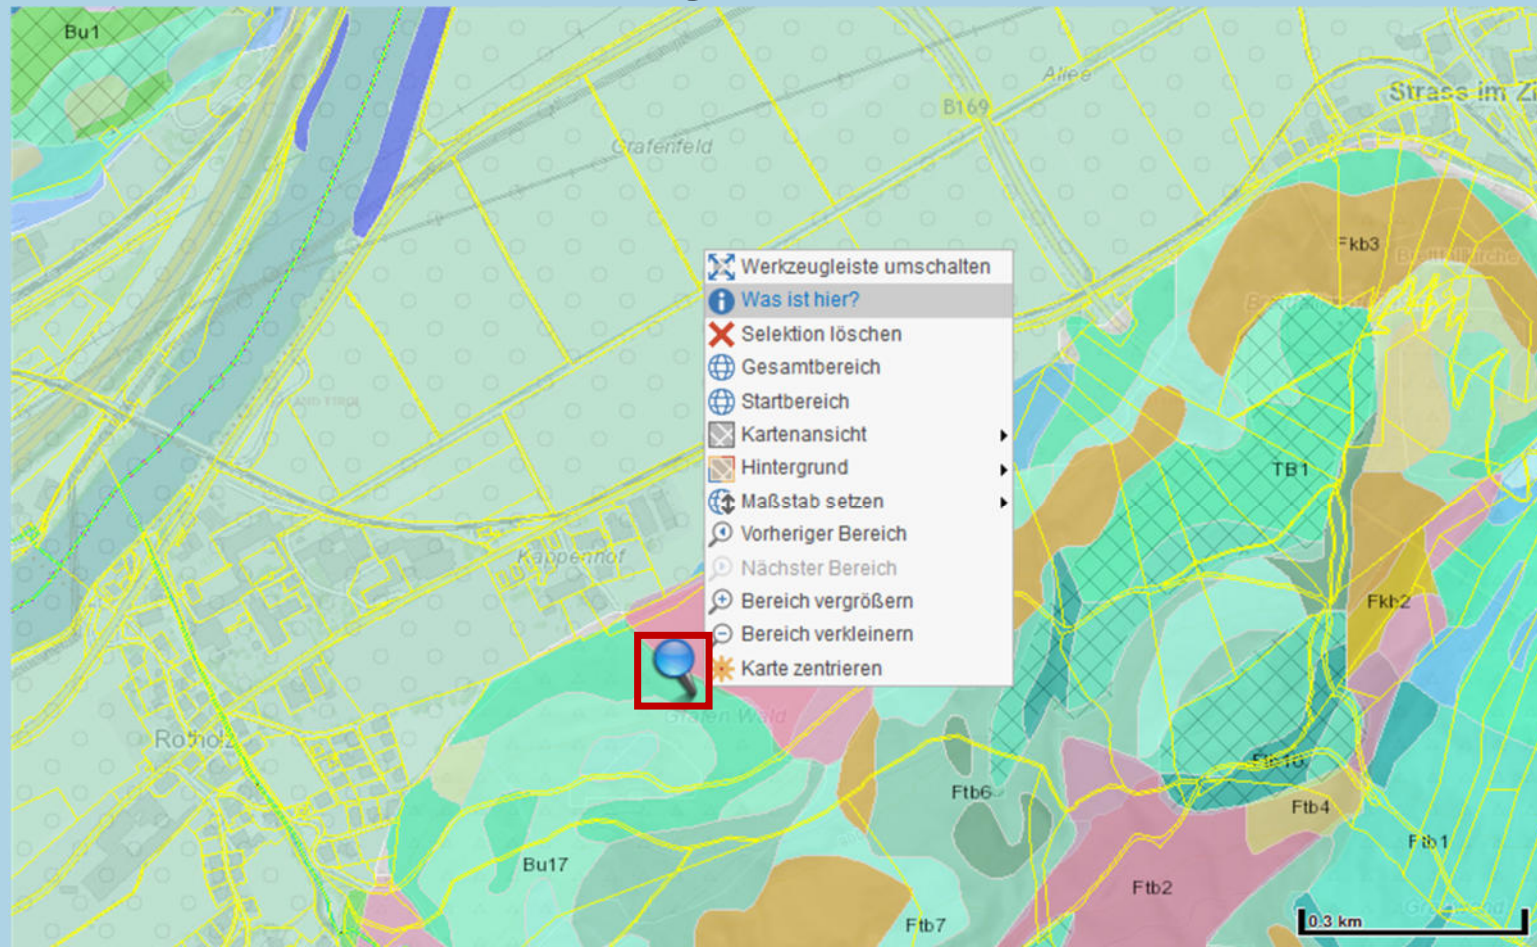 Bu1
Allee
B169
Strass im Zi
Grafenfeld
Fkb3
Werkzeugleiste umschalten
Was ist hier?
Selektion löschen
Gesamtbereich
Startbereich
Kartenansicht
Hintergrund
Maßstab setzen
Vorheriger Bereich
Nächster Bereich
Bereich vergrößern
Bereich verkleinern
Karte zentrieren
TB1
Kappenhof
Fkb2
Grafen Wald
Rotholz
Ftb6
Ftb4
Ftb1
Bu17
Ftb2
Ftb7
0.3 km